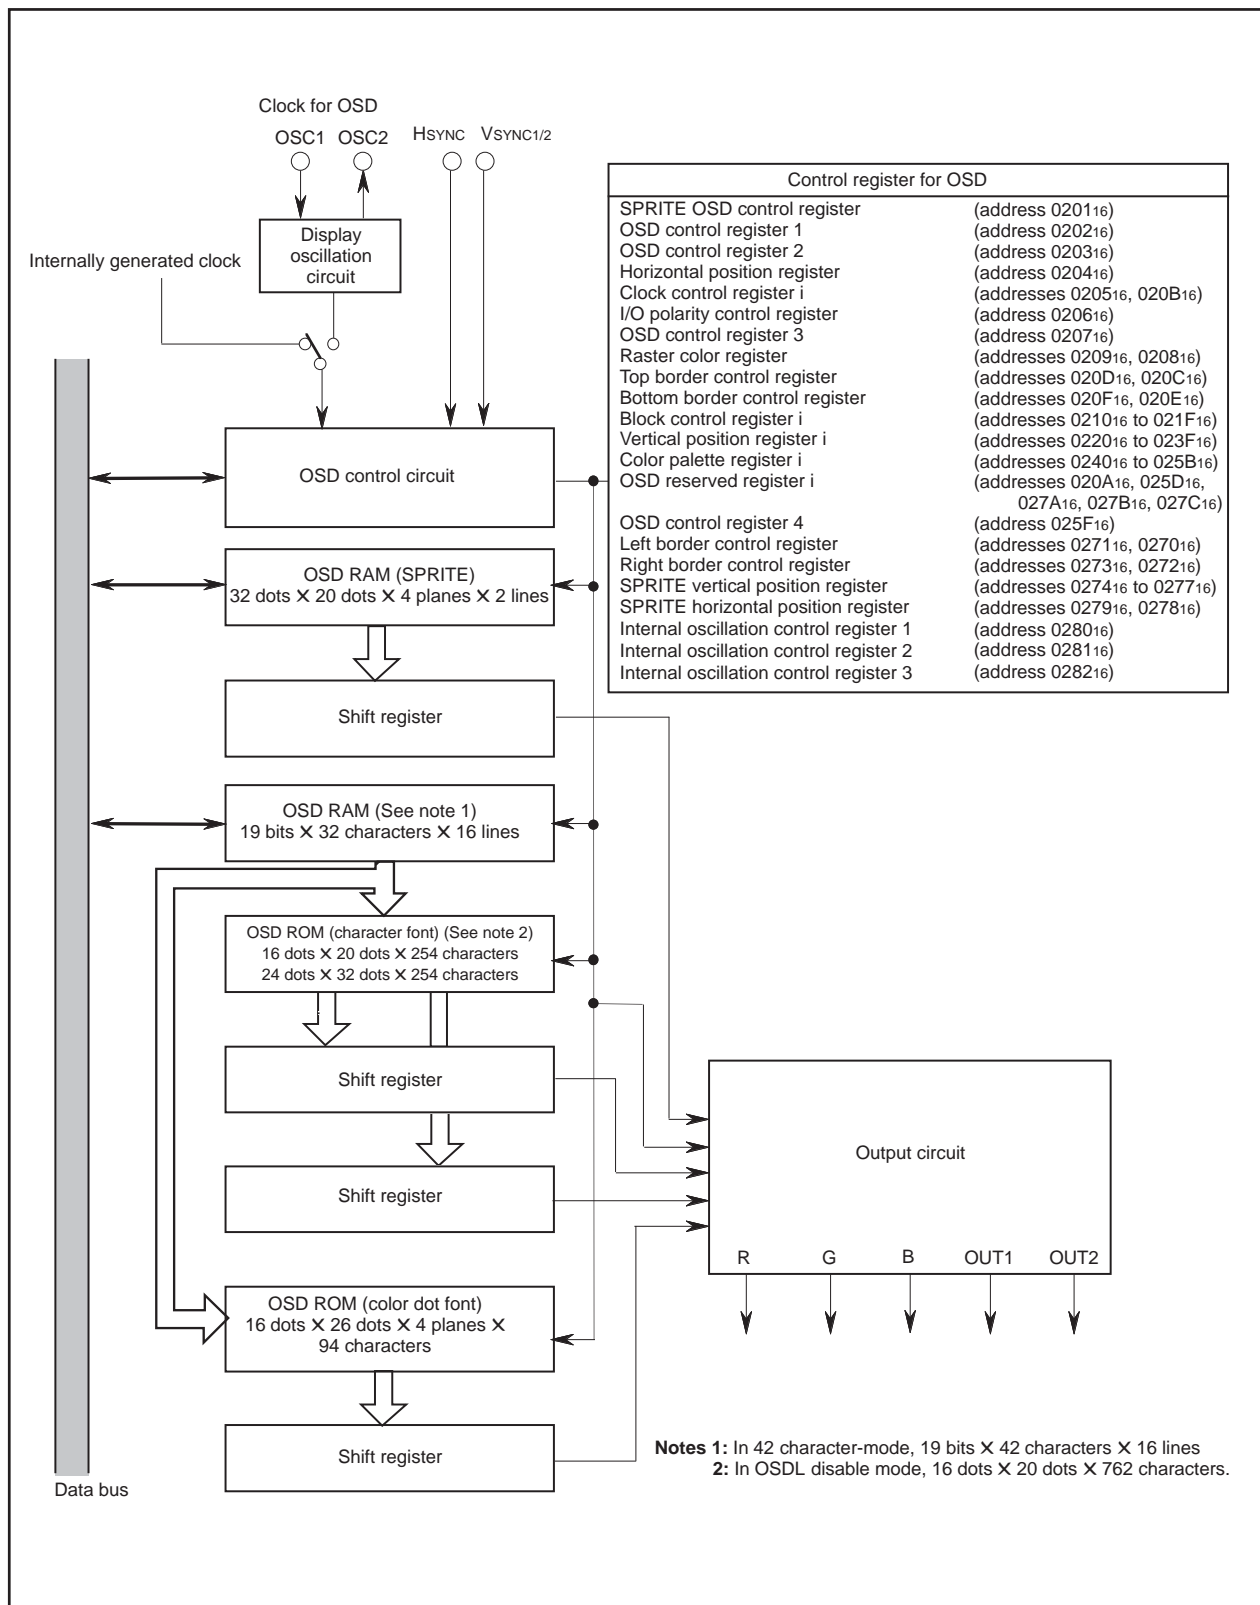 Clock for OSD
OSC1 OSC2 HSYNC VSYNC1/2
Display
oscillation
circuit
Internally generated clock
Control register for OSD
SPRITE OSD control register (address 020116)
OSD control register 1 (address 020216)
OSD control register 2 (address 020316)
Horizontal position register (address 020416)
Clock control register i (addresses 020516, 020B16)
I/O polarity control register (address 020616)
OSD control register 3 (address 020716)
Raster color register (addresses 020916, 020816)
Top border control register (addresses 020D16, 020C16)
Bottom border control register (addresses 020F16, 020E16)
Block control register i (addresses 021016 to 021F16)
Vertical position register i (addresses 022016 to 023F16)
Color palette register i (addresses 024016 to 025B16)
OSD reserved register i (addresses 020A16, 025D16,
027A16, 027B16, 027C16)
OSD control register 4 (address 025F16)
Left border control register (addresses 027116, 027016)
Right border control register (addresses 027316, 027216)
SPRITE vertical position register (addresses 027416 to 027716)
SPRITE horizontal position register (addresses 027916, 027816)
Internal oscillation control register 1 (address 028016)
Internal oscillation control register 2 (address 028116)
Internal oscillation control register 3 (address 028216)
OSD control circuit
OSD RAM (SPRITE)
32 dots ✕ 20 dots ✕ 4 planes ✕ 2 lines
Shift register
OSD RAM (See note 1)
19 bits ✕ 32 characters ✕ 16 lines
OSD ROM (character font) (See note 2)
16 dots ✕ 20 dots ✕ 254 characters
24 dots ✕ 32 dots ✕ 254 characters
Shift register
Shift register
Output circuit
R G B OUT1 OUT2
OSD ROM (color dot font)
16 dots ✕ 26 dots ✕ 4 planes ✕
94 characters
Shift register
Data bus
Notes 1: In 42 character-mode, 19 bits ✕ 42 characters ✕ 16 lines
2: In OSDL disable mode, 16 dots ✕ 20 dots ✕ 762 characters.